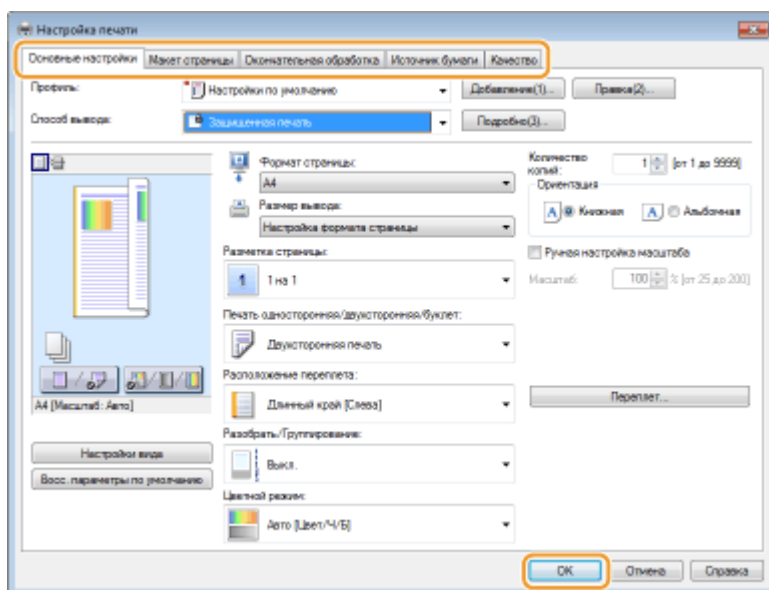 Настройка печати
Основные настройки Макет страницы Окончательная обработка Источник бумаги Качество
Профиль: Настройки по умолчанию Добавление(1)... Правка(2)...
Способ вывода: Защищенная печать Подробно(3)...
Формат страницы:
A4
Количество копий: 1 [от 1 до 9999]
Ориентация
A Книжная A Альбомная
Размер вывода:
Настройка формата страницы
Разметка страницы:
1 1 на 1
Ручная настройка масштаба
Масштаб: 100 % [от 25 до 200]
Печать односторонняя/двухсторонняя/буклет:
Двухсторонняя печать
Расположение переплета:
Длинный край [Слева]
Переплет...
A4 [Масштаб: Авто]
Разобрать/Группирование:
Выкл.
Настройки вида
Восс. параметры по умолчанию
Цветной режим:
Авто [Цвет/Ч/Б]
OK Отмена Справка